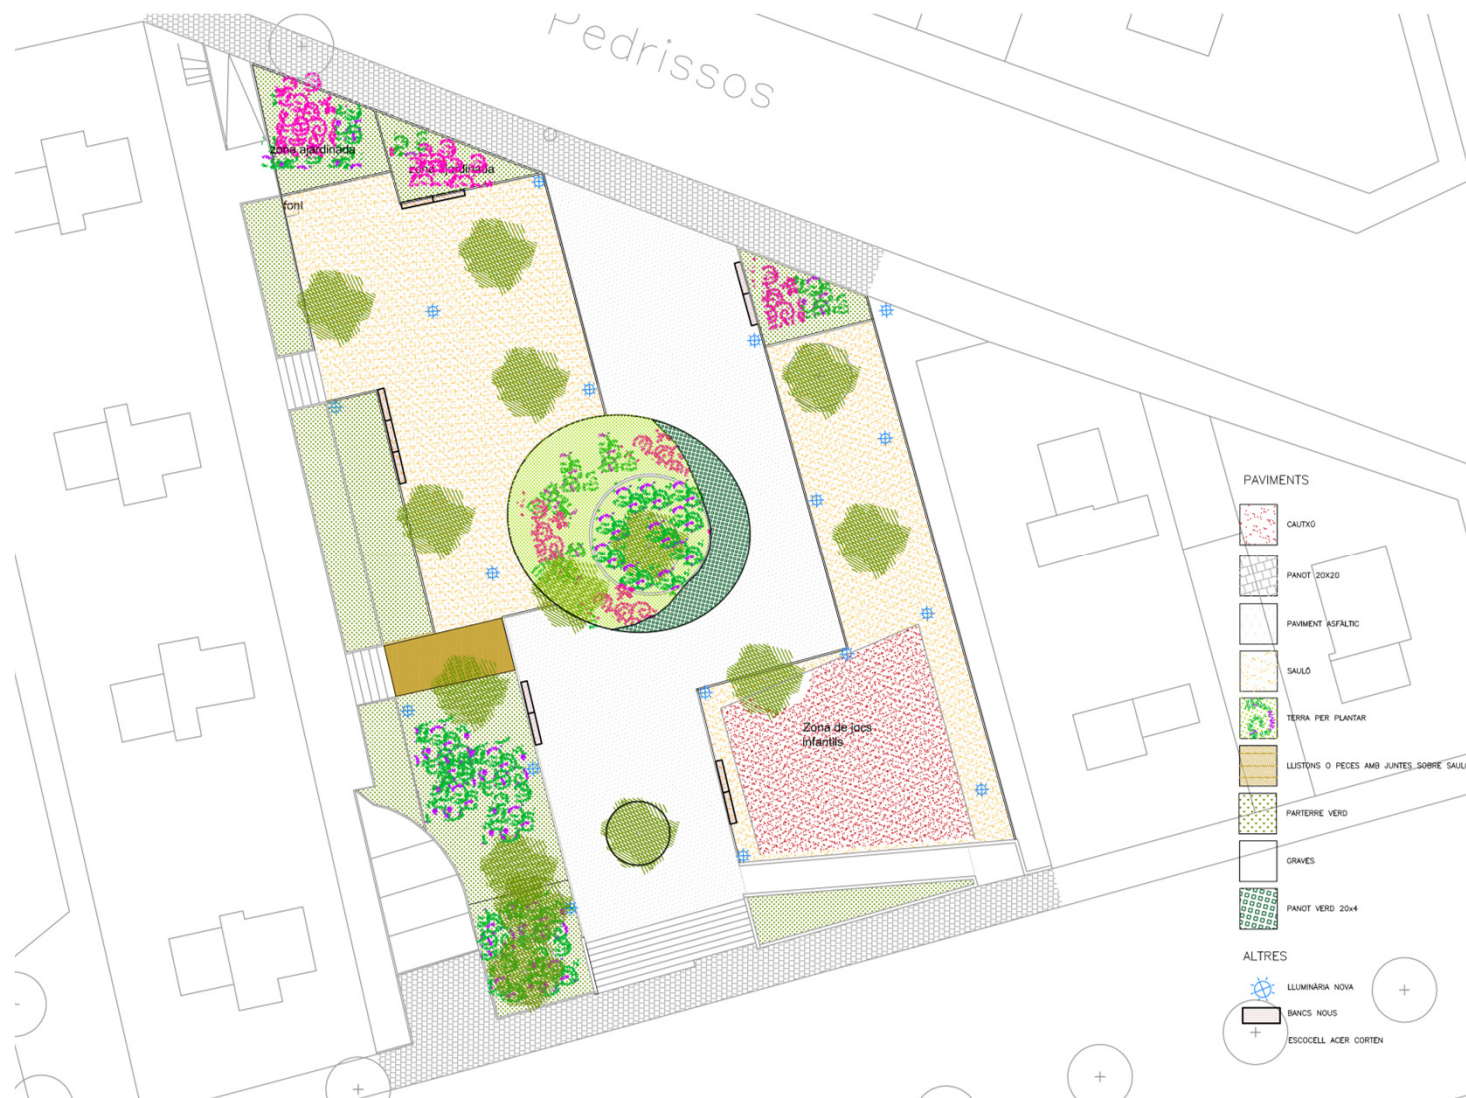 Pedrissos
zona ajardinada
zona ajardinada
font
Zona de jocs
infantils
PAVIMENTS
CAUTXÚ
PANOT 20X20
PAVIMENT ASFÀLTIC
SAULÓ
TERRA PER PLANTAR
LLISTONS O PECES AMB JUNTES SOBRE SAUL
PARTERRE VERD
GRAVES
PANOT VERD 20x4
ALTRES
LLUMINÀRIA NOVA
BANCS NOUS
ESCOCELL ACER CORTEN